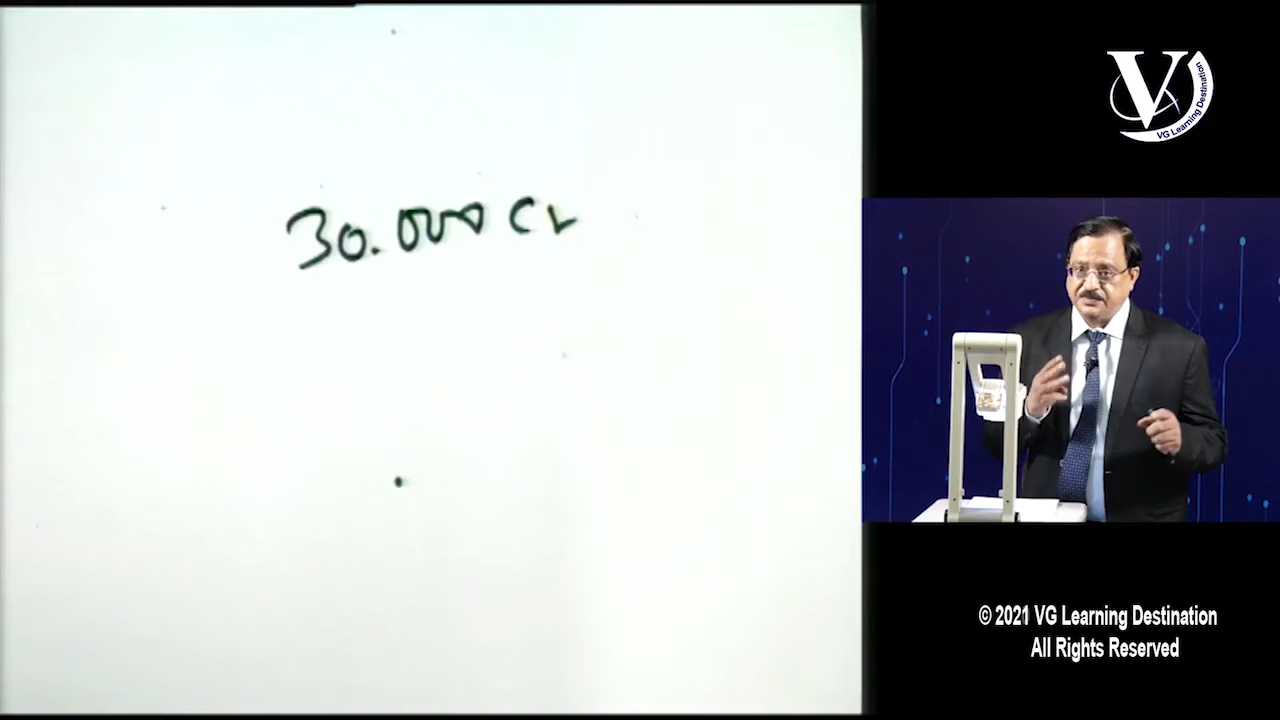 30.000 Cr
V
VG Learning Destination
© 2021 VG Learning Destination
All Rights Reserved